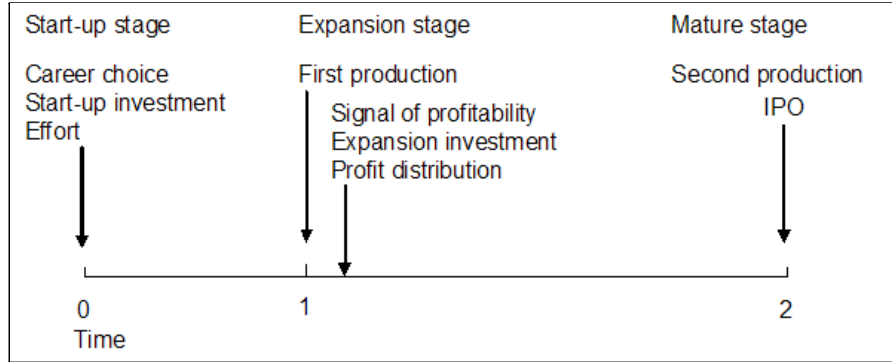 Start-up stage
Expansion stage
Mature stage
Career choice
Start-up investment
Effort
First production
Signal of profitability
Expansion investment
Profit distribution
Second production
IPO
0
1
2
Time